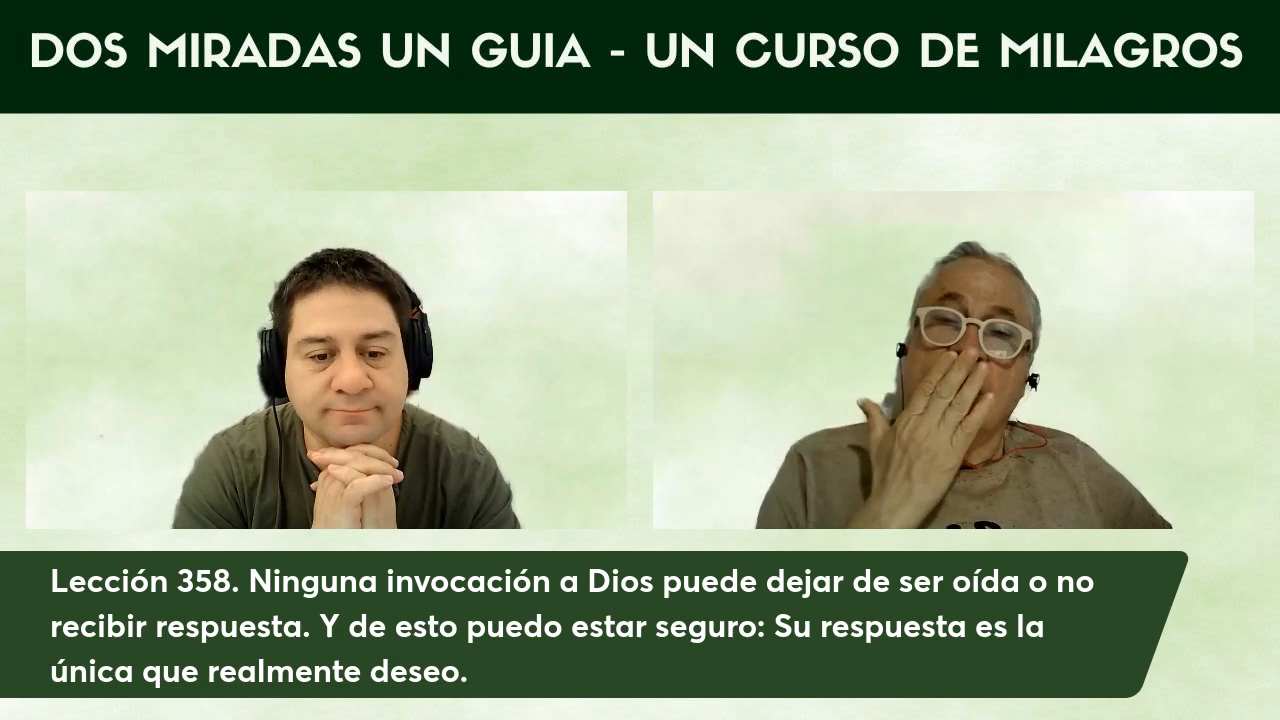 DOS MIRADAS UN GUIA - UN CURSO DE MILAGROS
Lección 358. Ninguna invocación a Dios puede dejar de ser oída o no
recibir respuesta. Y de esto puedo estar seguro: Su respuesta es la
única que realmente deseo.